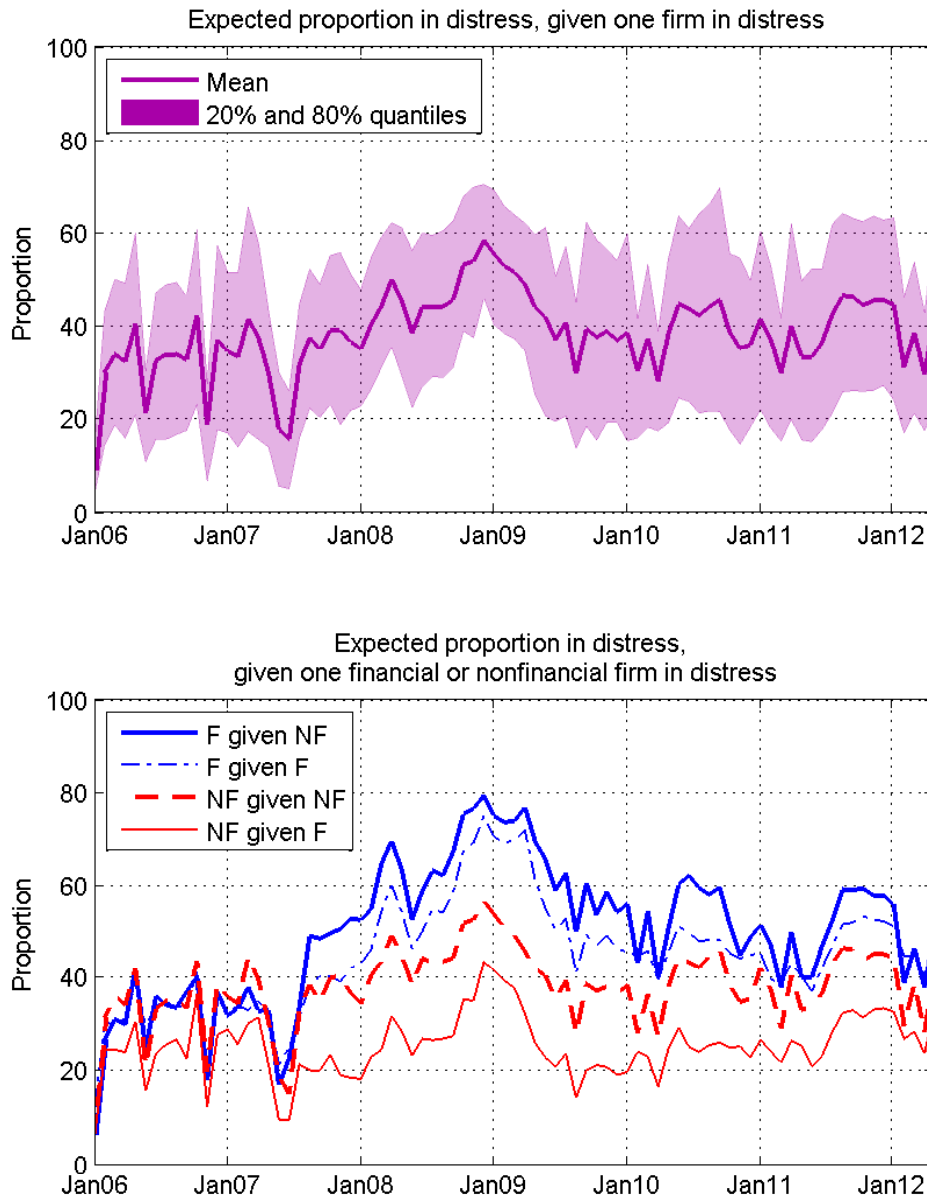 Expected proportion in distress, given one firm in distress
100
80
60
40
20
0
Proportion
Mean
20% and 80% quantiles
Jan06 Jan07 Jan08 Jan09 Jan10 Jan11 Jan12
Expected proportion in distress,
given one financial or nonfinancial firm in distress
100
80
60
40
20
0
Proportion
F given NF
F given F
NF given NF
NF given F
Jan06 Jan07 Jan08 Jan09 Jan10 Jan11 Jan12